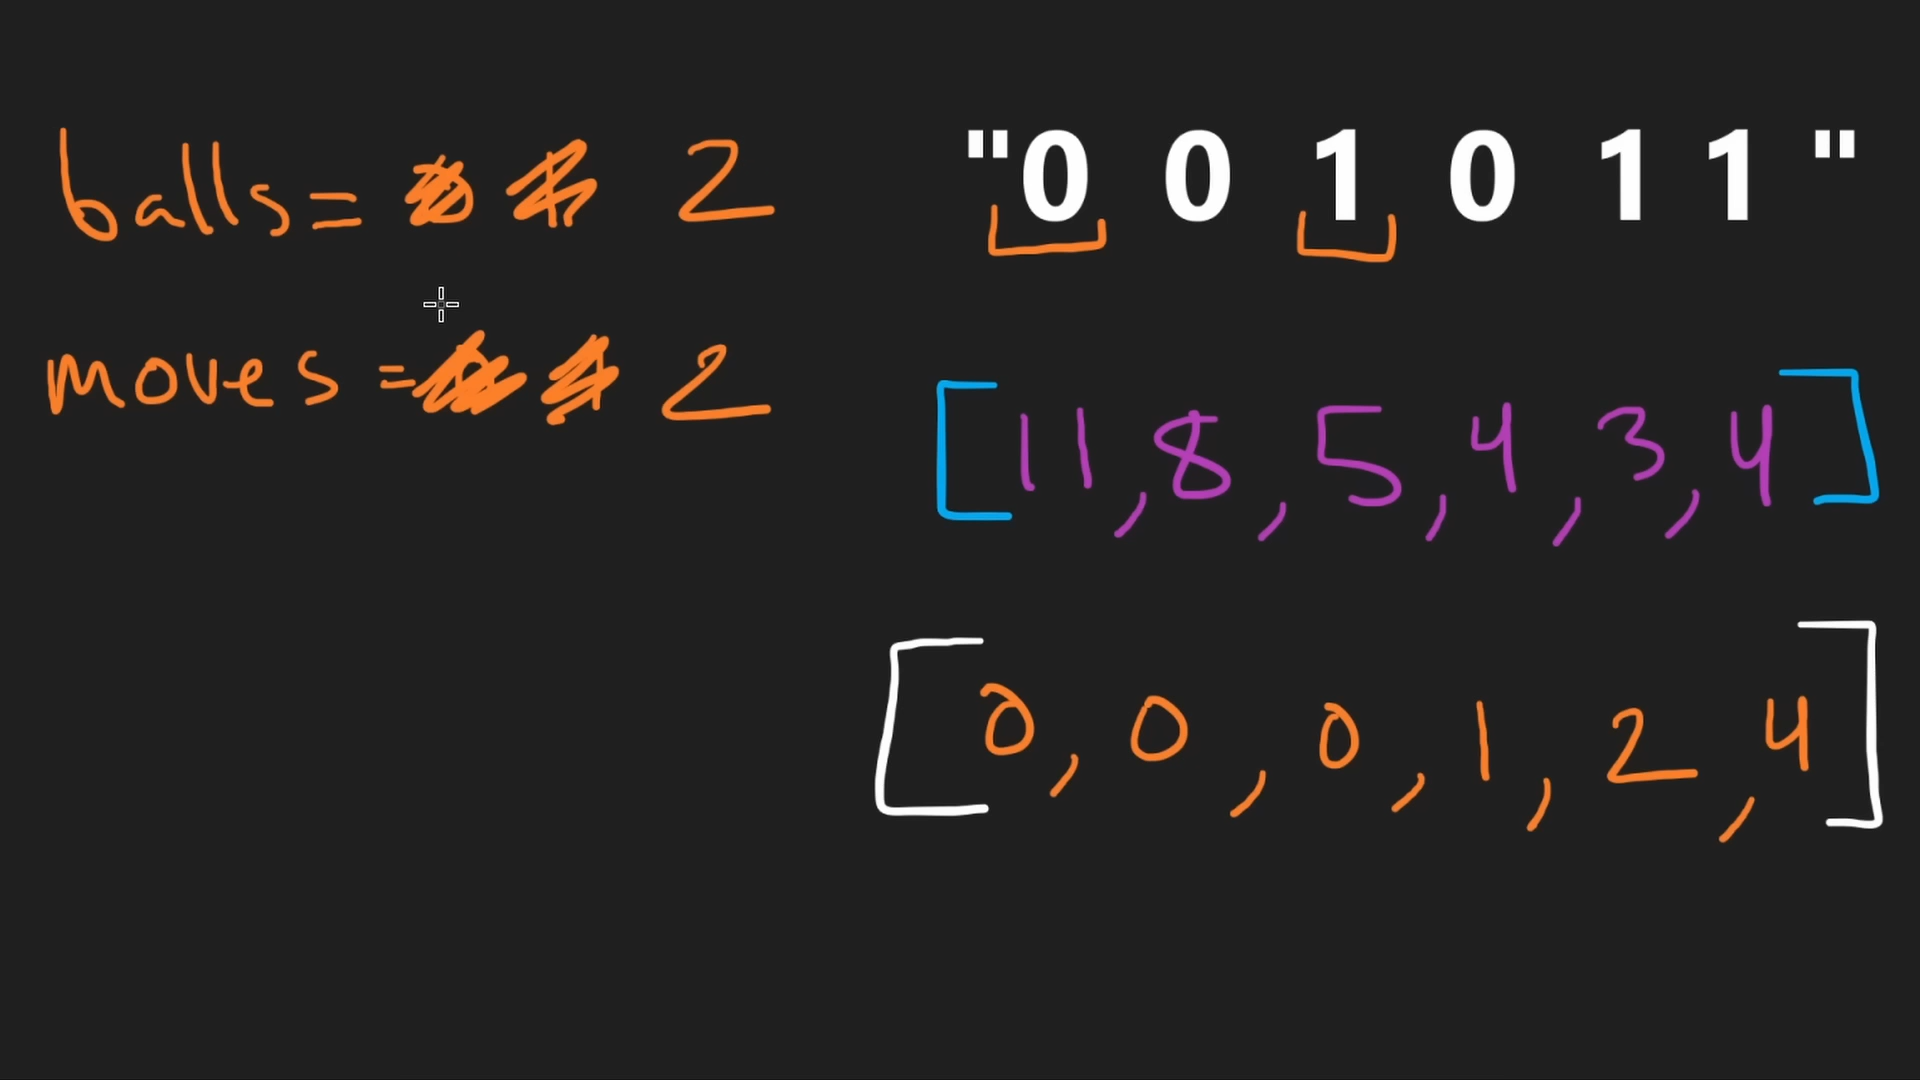 balls = 2
"0 0 1 0 1 1"
moves = 2
[11, 8, 5, 4, 3, 4]
[0, 0, 0, 1, 2, 4]